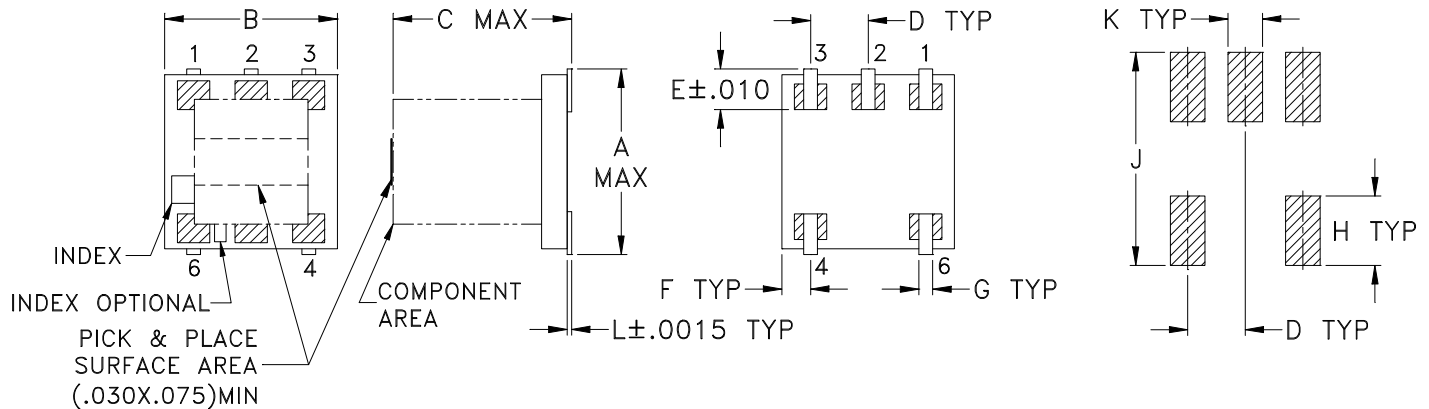 B
C MAX
D TYP
K TYP
1 2 3
3 2 1
E±.010
A
MAX
J
H TYP
INDEX
6 4
4 6
INDEX OPTIONAL
COMPONENT
AREA
F TYP
G TYP
L±.0015 TYP
D TYP
PICK & PLACE
SURFACE AREA
(.030X.075)MIN